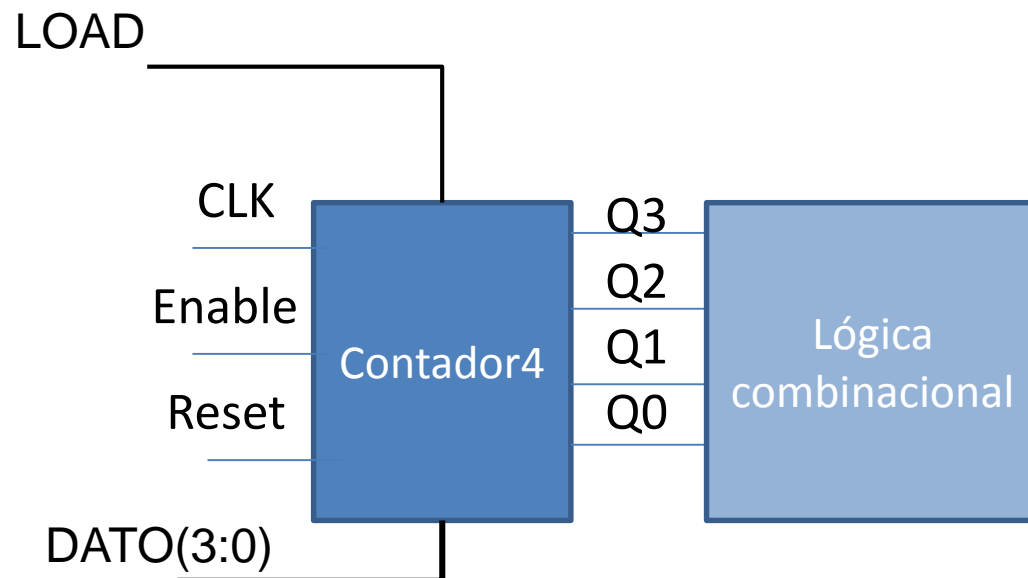 LOAD
CLK
Enable
Reset
DATO(3:0)
Contador4
Q3
Q2
Q1
Q0
Lógica
combinacional